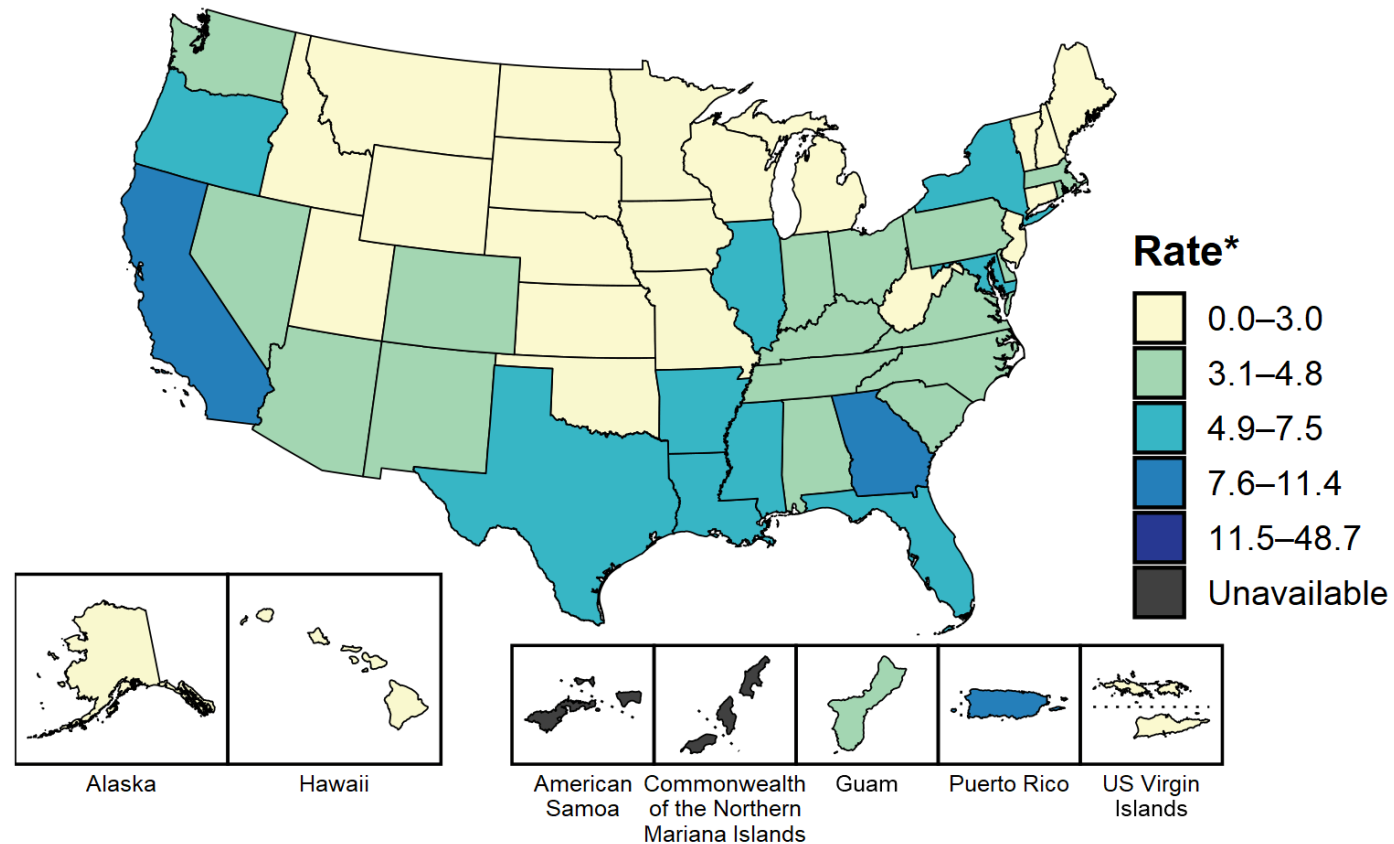 Rate*
0.0–3.0
3.1–4.8
4.9–7.5
7.6–11.4
11.5–48.7
Unavailable
Alaska
Hawaii
American
Samoa
Commonwealth
of the Northern
Mariana Islands
Guam
Puerto Rico
US Virgin
Islands